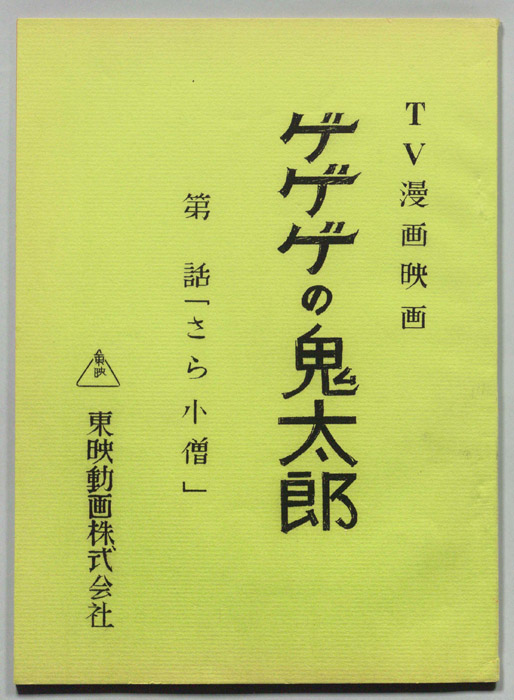 TV漫画映画
ゲゲゲの鬼太郎
第　話「さら小僧」
東映
東映動画株式会社